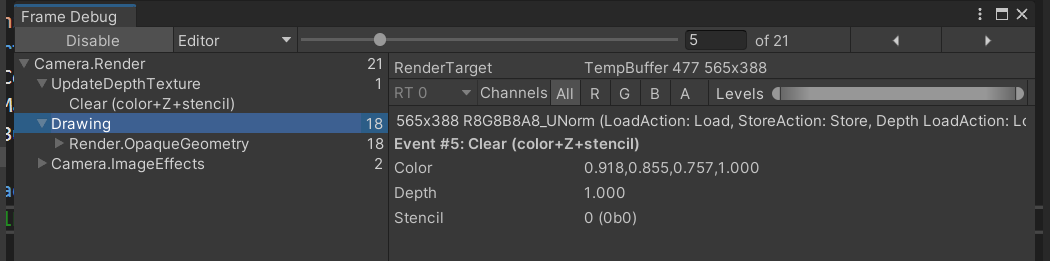 Frame Debug
Disable Editor 5 of 21
Camera.Render 21
UpdateDepthTexture 1
Clear (color+Z+stencil)
Drawing 18
Render.OpaqueGeometry 18
Camera.ImageEffects 2
RenderTarget TempBuffer 477 565x388
RT 0 Channels All R G B A Levels
565x388 R8G8B8A8_UNorm (LoadAction: Load, StoreAction: Store, Depth LoadAction: Lo
Event #5: Clear (color+Z+stencil)
Color 0.918,0.855,0.757,1.000
Depth 1.000
Stencil 0 (0b0)